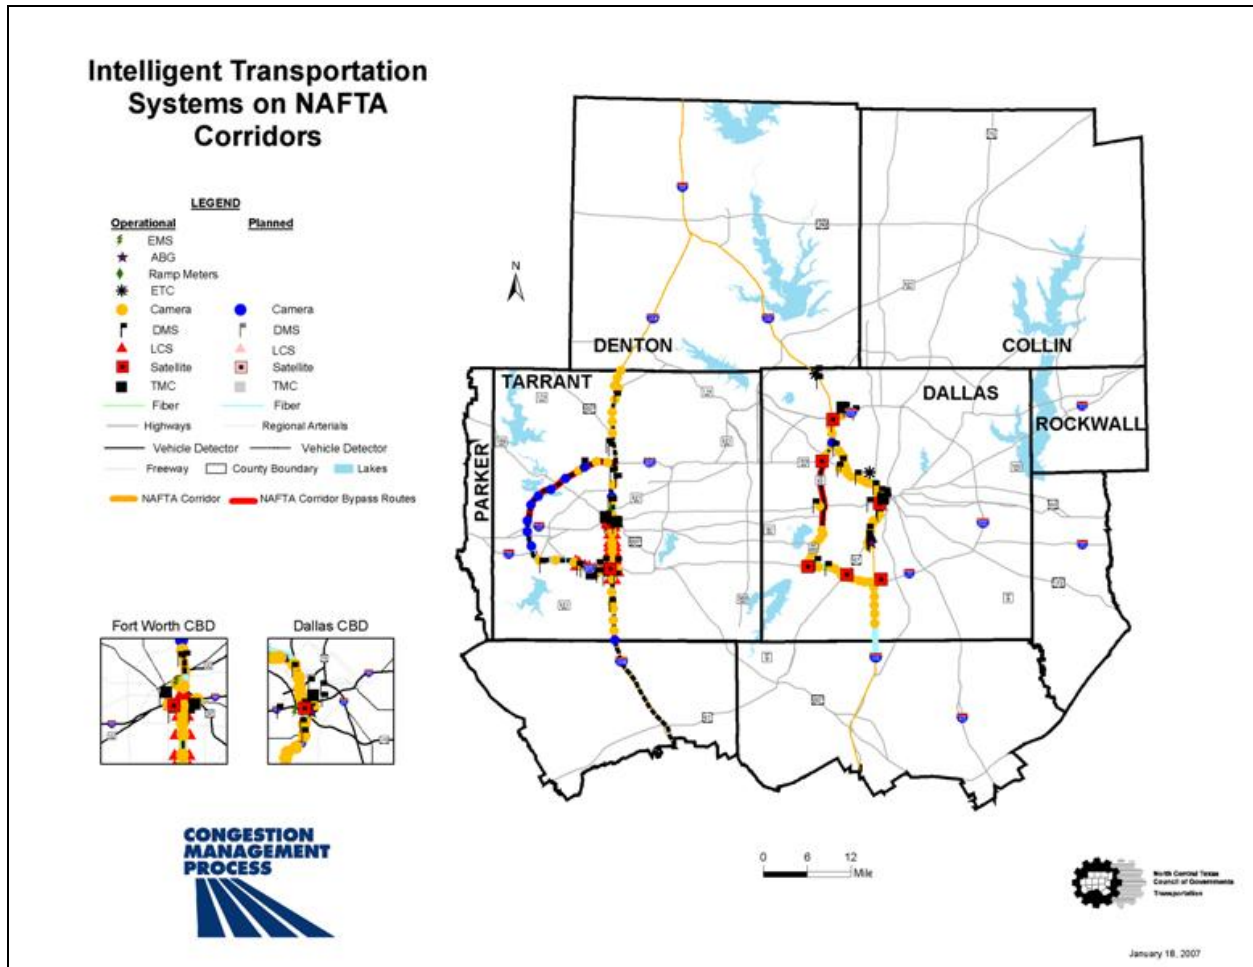 Intelligent Transportation
Systems on NAFTA
Corridors
LEGEND
Operational Planned
EMS
ABG
Ramp Meters
ETC
Camera Camera
DMS DMS
LCS LCS
Satellite Satellite
TMC TMC
Fiber Fiber
Highways Regional Arterials
Vehicle Detector Vehicle Detector
Freeway County Boundary Lakes
NAFTA Corridor NAFTA Corridor Bypass Routes
N
DENTON
COLLIN
TARRANT
DALLAS
ROCKWALL
PARKER
Fort Worth CBD
Dallas CBD
CONGESTION
MANAGEMENT
PROCESS
0 6 12
Mile
North Central Texas
Council of Governments
Transportation
January 18, 2007